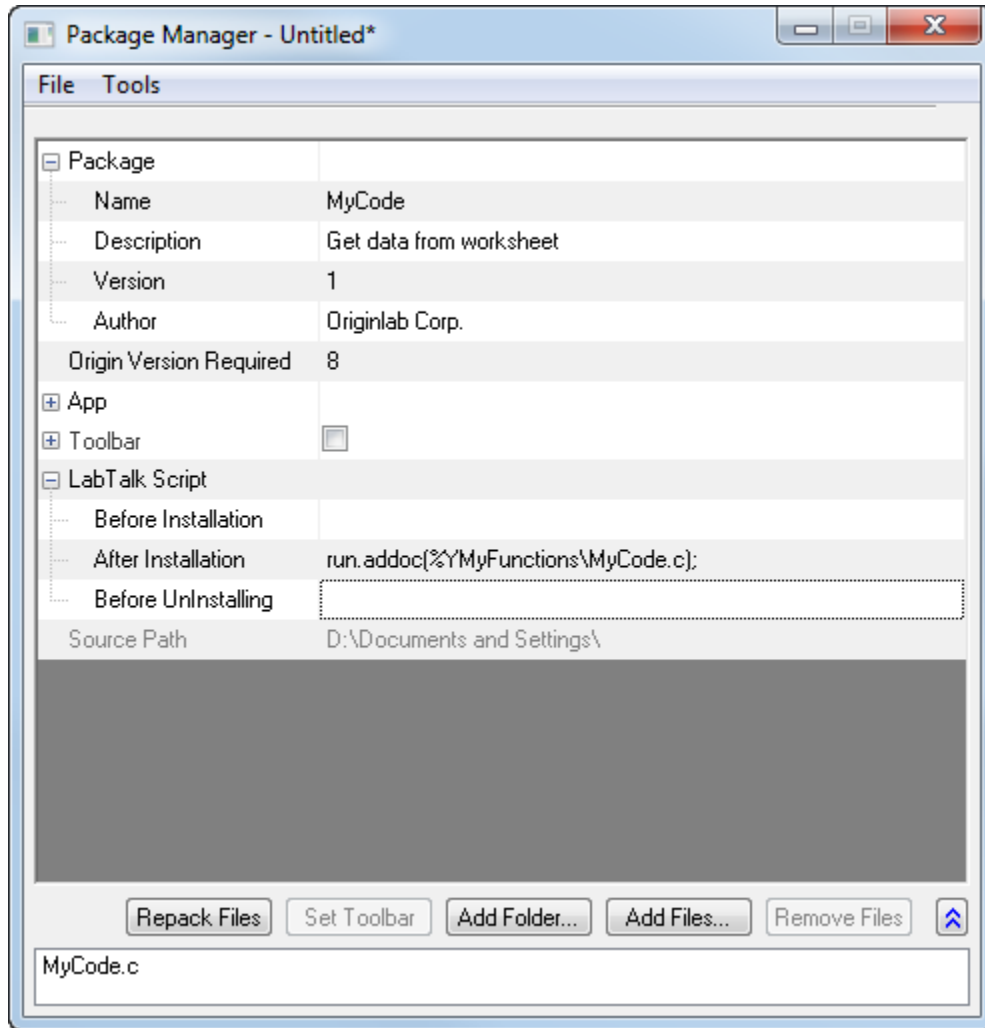 Package Manager - Untitled*
File Tools
Package
Name MyCode
Description Get data from worksheet
Version 1
Author Originlab Corp.
Origin Version Required 8
App
Toolbar
LabTalk Script
Before Installation
After Installation run.addoc(%YMyFunctions\MyCode.c);
Before UnInstalling
Source Path D:\Documents and Settings\
Repack Files Set Toolbar Add Folder... Add Files... Remove Files
MyCode.c